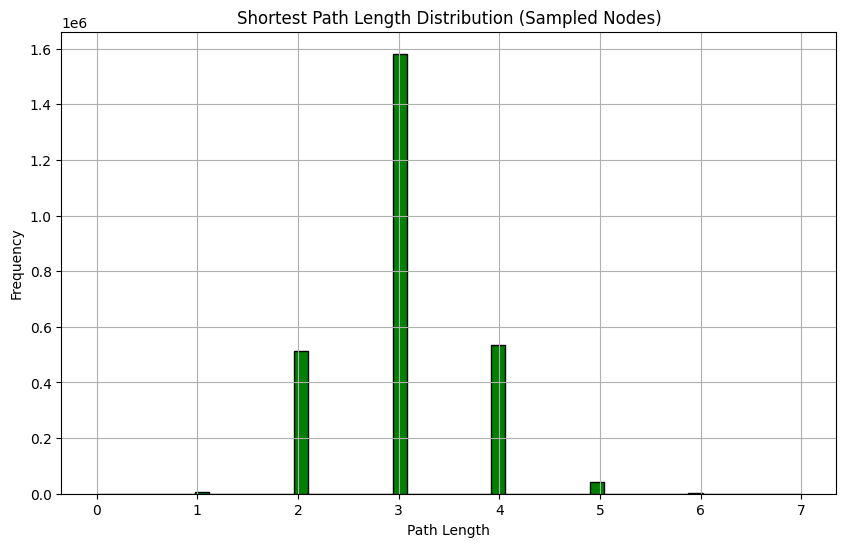 Shortest Path Length Distribution (Sampled Nodes)
1e6
1.6
1.4
1.2
1.0
0.8
0.6
0.4
0.2
0.0
Frequency
0 1 2 3 4 5 6 7
Path Length